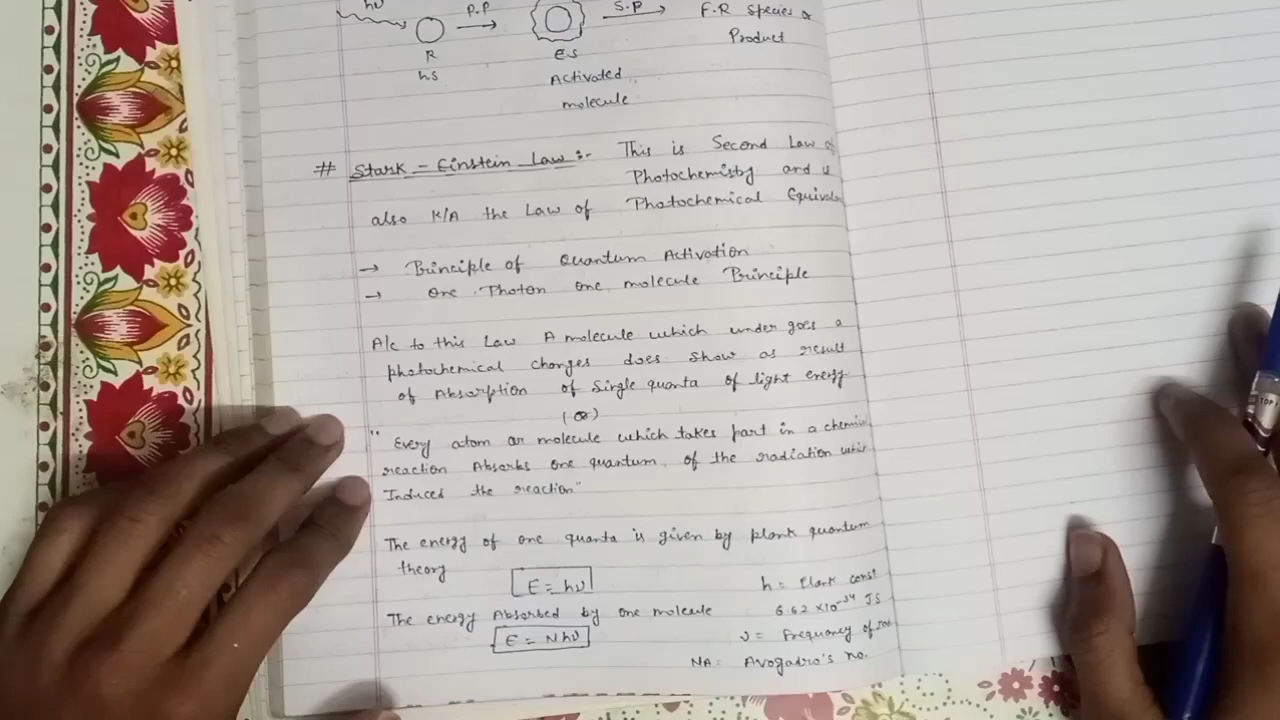 hν P.P S.P F.R Species &
R ES Product
hs Activated
molecule
# Stark - Einstein Law :- This is Second Law of
Photochemistry and is
also K/A the Law of Photochemical
→ Principle of Quantum Activation
→ One Photon one molecule Principle
A/c to this Law A molecule which under goes a
photochemical changes does show as result
of Absorption of Single quanta of light energy
(or)
" Every atom or molecule which takes part in a
reaction Absorbs one quantum of the radiation
Induced the reaction"
The energy of one quanta is given by plank quantum
theory
E = hν h = Plank const
The energy Absorbed by one molecule 6.62 × 10⁻³⁴ JS
E = Nhν ν = Frequency of
NA = Avogadro's no.
TOP